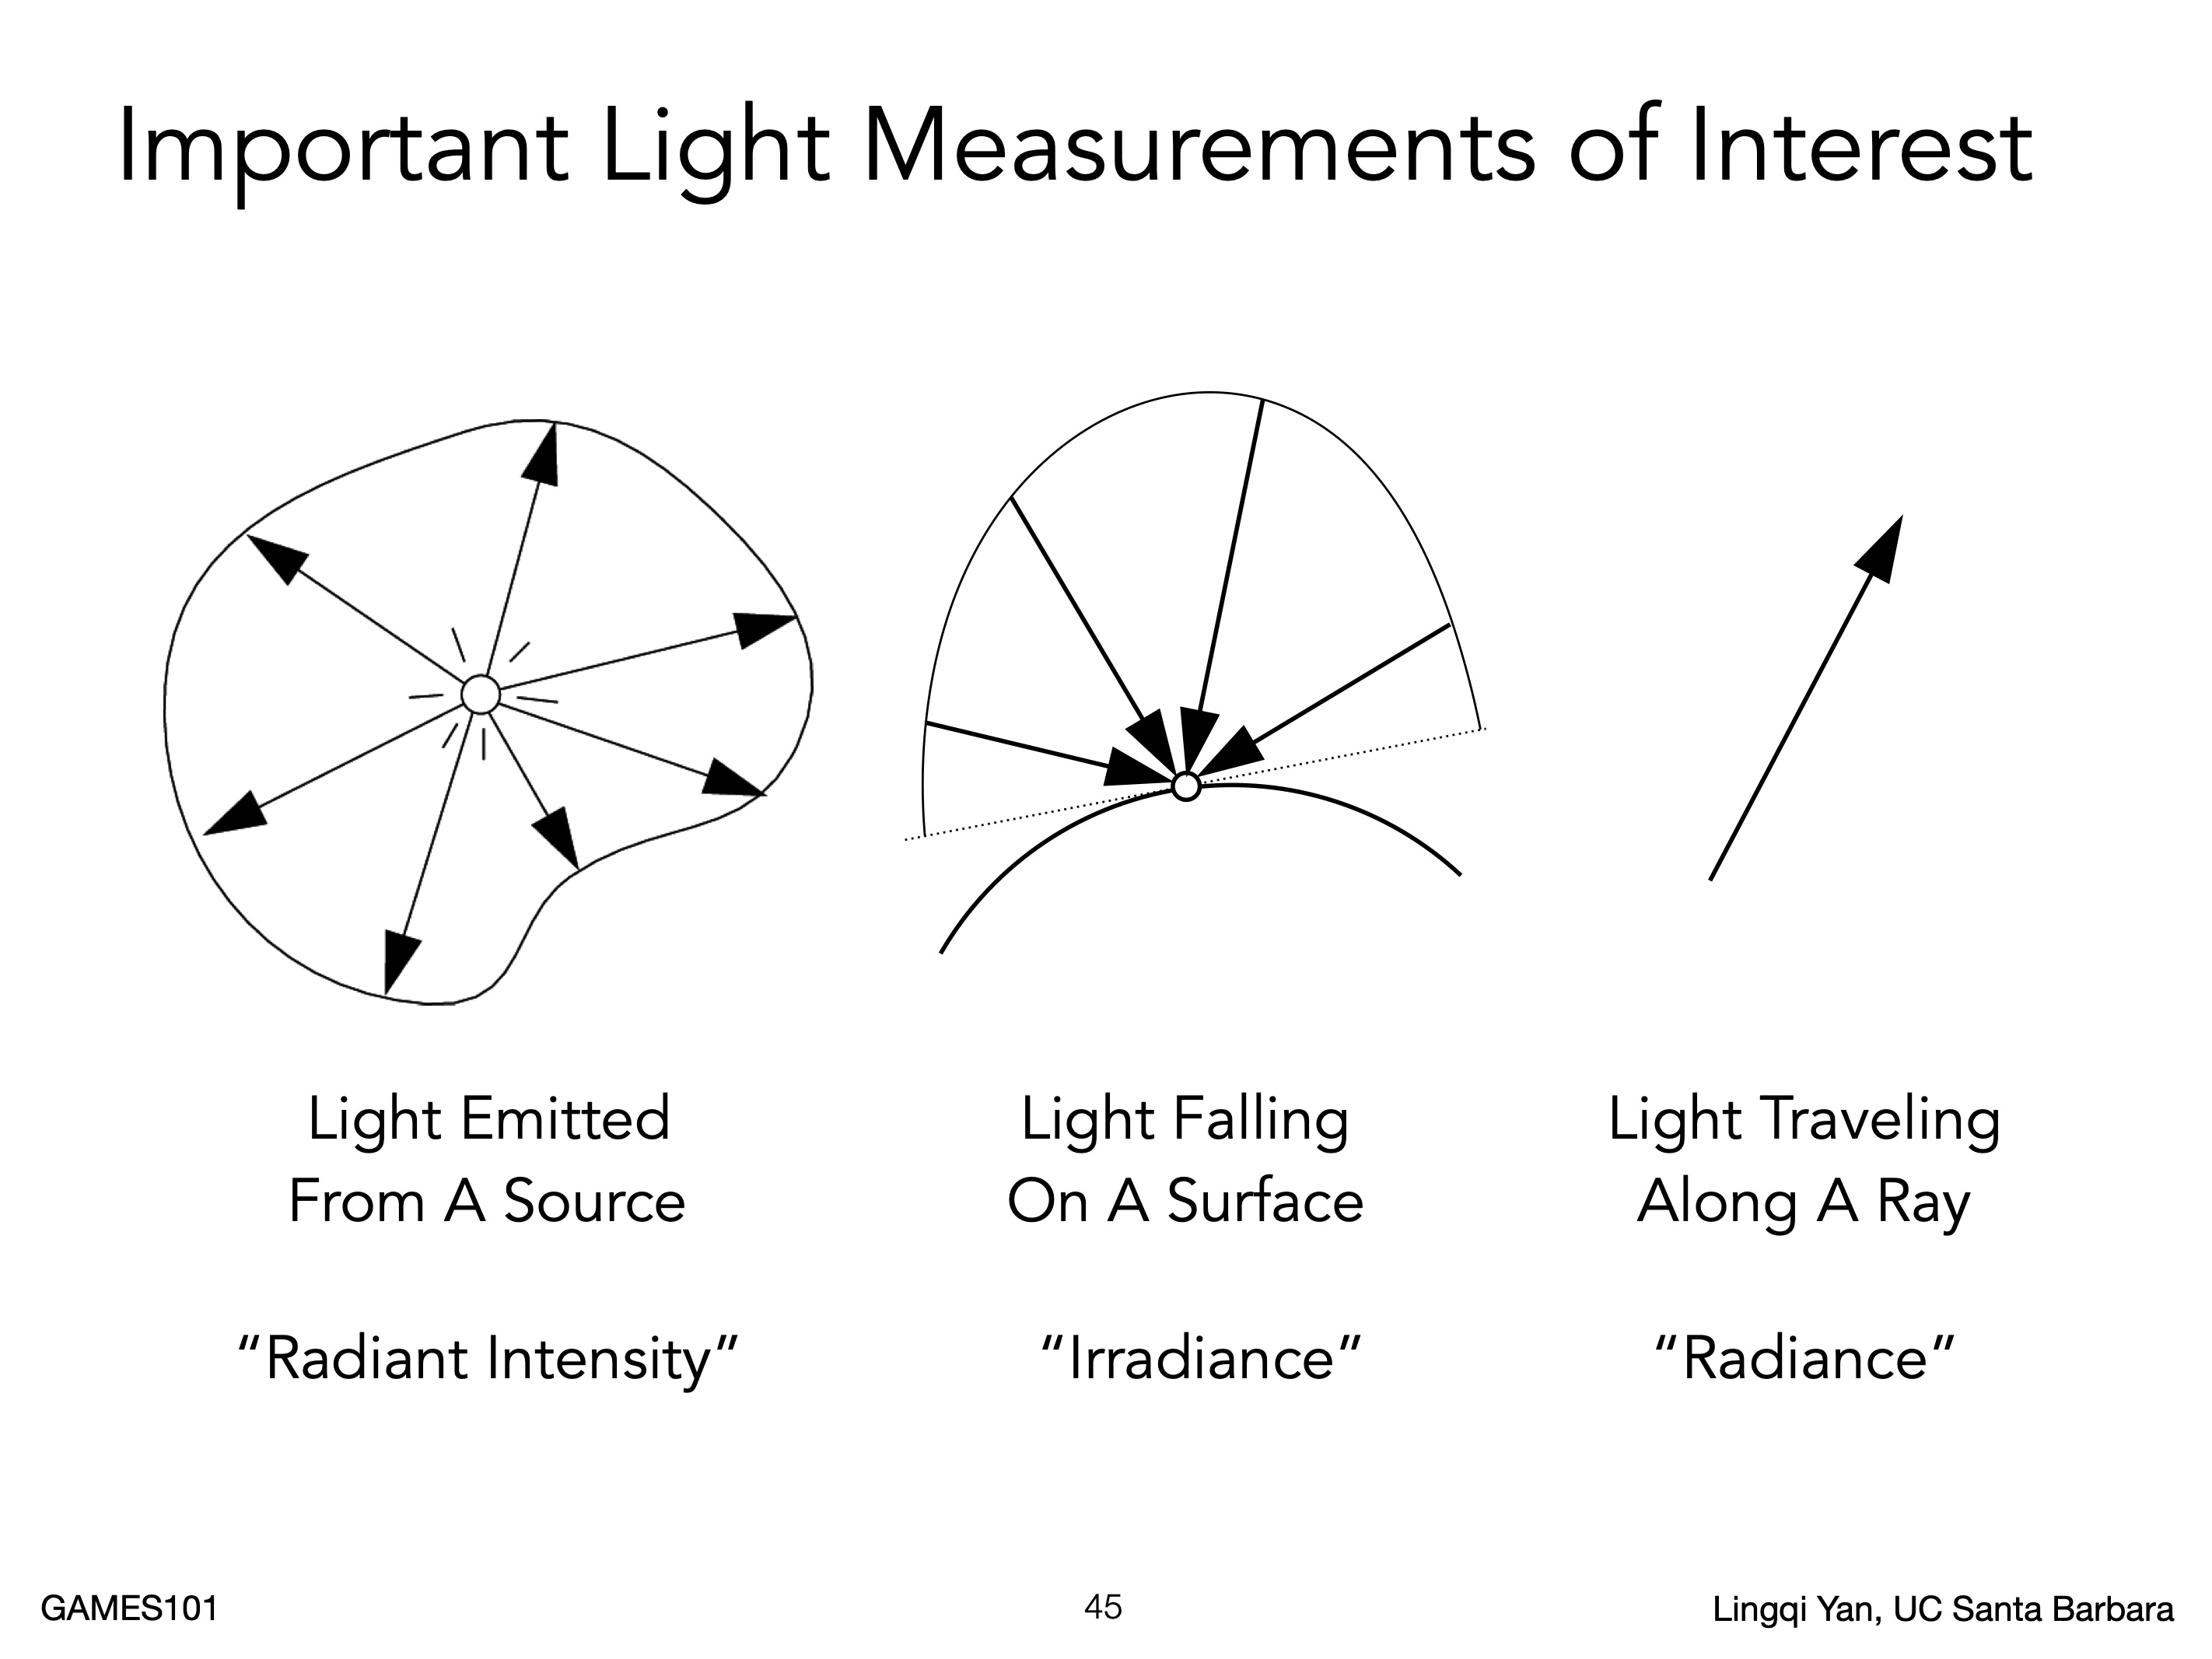 Important Light Measurements of Interest
Light Emitted
From A Source
Light Falling
On A Surface
Light Traveling
Along A Ray
“Radiant Intensity”
“Irradiance”
“Radiance”
GAMES101
45
Lingqi Yan, UC Santa Barbara